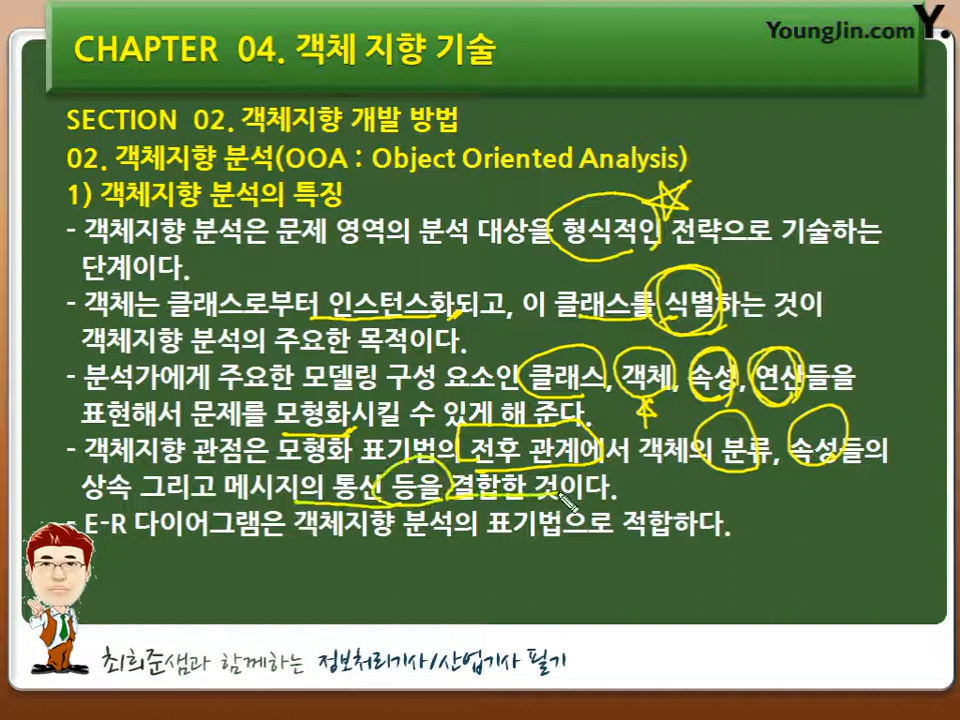 CHAPTER 04. 객체 지향 기술
YoungJin.com Y.
SECTION 02. 객체지향 개발 방법
02. 객체지향 분석(OOA : Object Oriented Analysis)
1) 객체지향 분석의 특징
- 객체지향 분석은 문제 영역의 분석 대상을 형식적인 전략으로 기술하는
단계이다.
- 객체는 클래스로부터 인스턴스화되고, 이 클래스를 식별하는 것이
객체지향 분석의 주요한 목적이다.
- 분석가에게 주요한 모델링 구성 요소인 클래스, 객체, 속성, 연산들을
표현해서 문제를 모형화시킬 수 있게 해 준다.
- 객체지향 관점은 모형화 표기법의 전후 관계에서 객체의 분류, 속성들의
상속 그리고 메시지의 통신 등을 결합한 것이다.
- E-R 다이어그램은 객체지향 분석의 표기법으로 적합하다.
최희준샘과 함께하는 정보처리기사/산업기사 필기